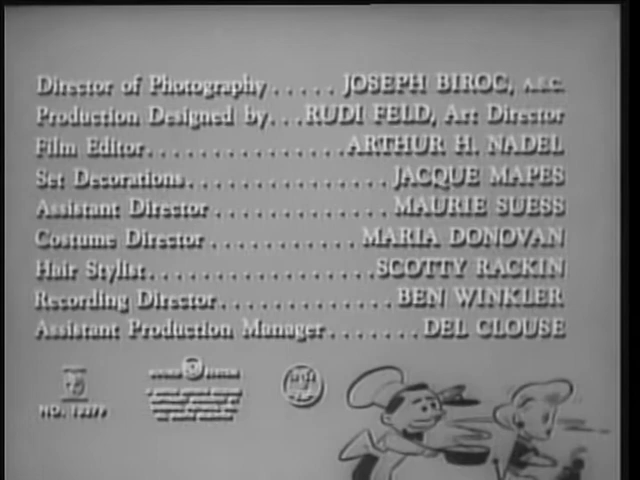 Director of Photography ..... JOSEPH BIROC, A.S.C.
Production Designed by...RUDI FELD, Art Director
Film Editor................ARTHUR H. NADEL
Set Decorations................JACQUE MAPES
Assistant Director .............MAURIE SUESS
Costume Director ...........MARIA DONOVAN
Hair Stylist.................SCOTTY RACKIN
Recording Director.............BEN WINKLER
Assistant Production Manager.......DEL CLOUSE